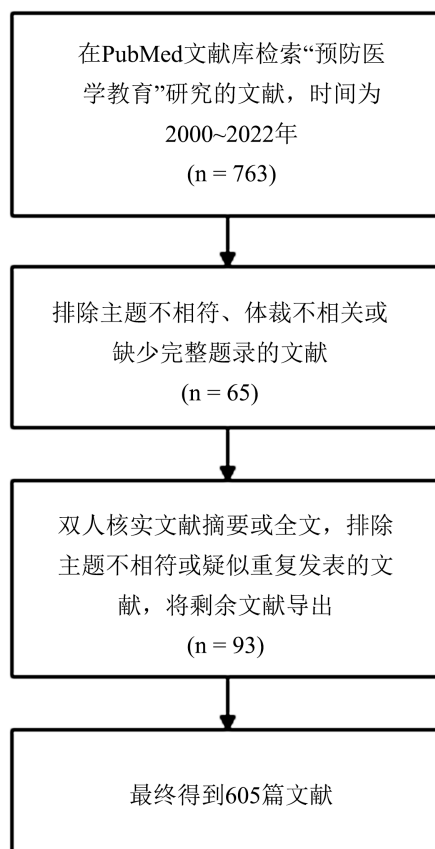 在PubMed文献库检索“预防医
学教育”研究的文献，时间为
2000~2022年
(n = 763)
排除主题不相符、体裁不相关或
缺少完整题录的文献
(n = 65)
双人核实文献摘要或全文，排除
主题不相符或疑似重复发表的文
献，将剩余文献导出
(n = 93)
最终得到605篇文献